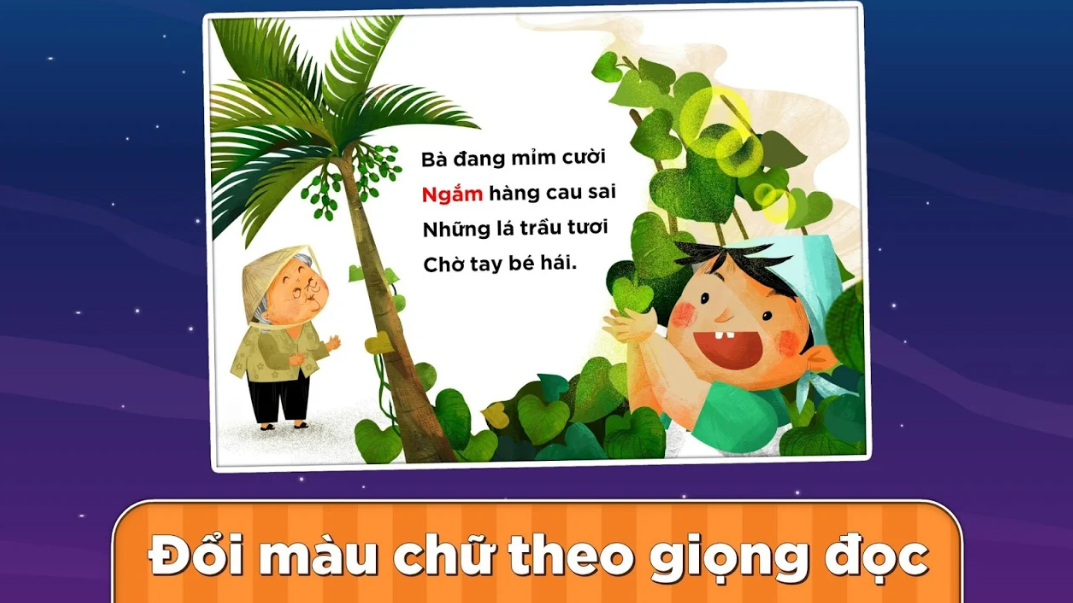 Bà đang mỉm cười
Ngắm hàng cau sai
Những lá trầu tươi
Chờ tay bé hái.
Đổi màu chữ theo giọng đọc